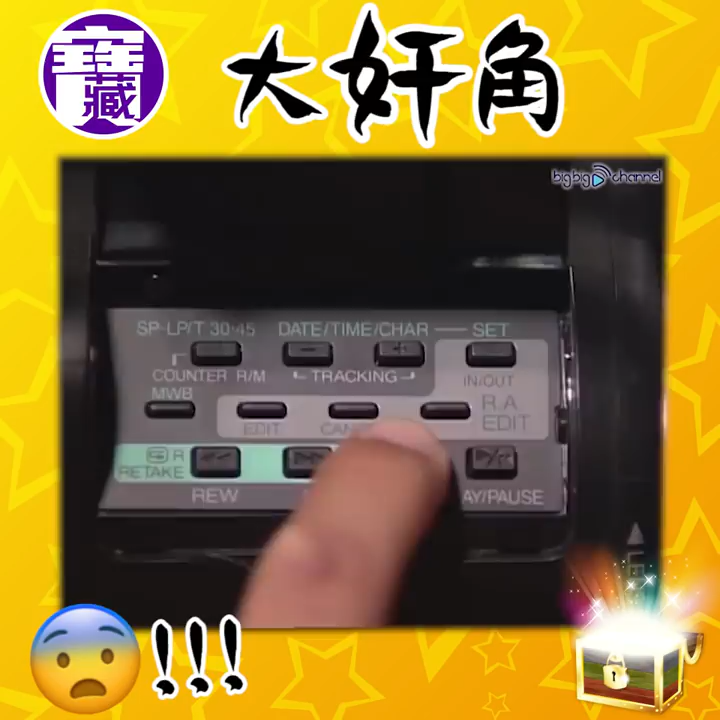 寶藏
大奸角
bigbig channel
SP-LP/T 30·45 DATE/TIME/CHAR SET
COUNTER R/M TRACKING IN/OUT
MWB
EDIT R.A.
EDIT
R
RETAKE
REW AY/PAUSE
!!!